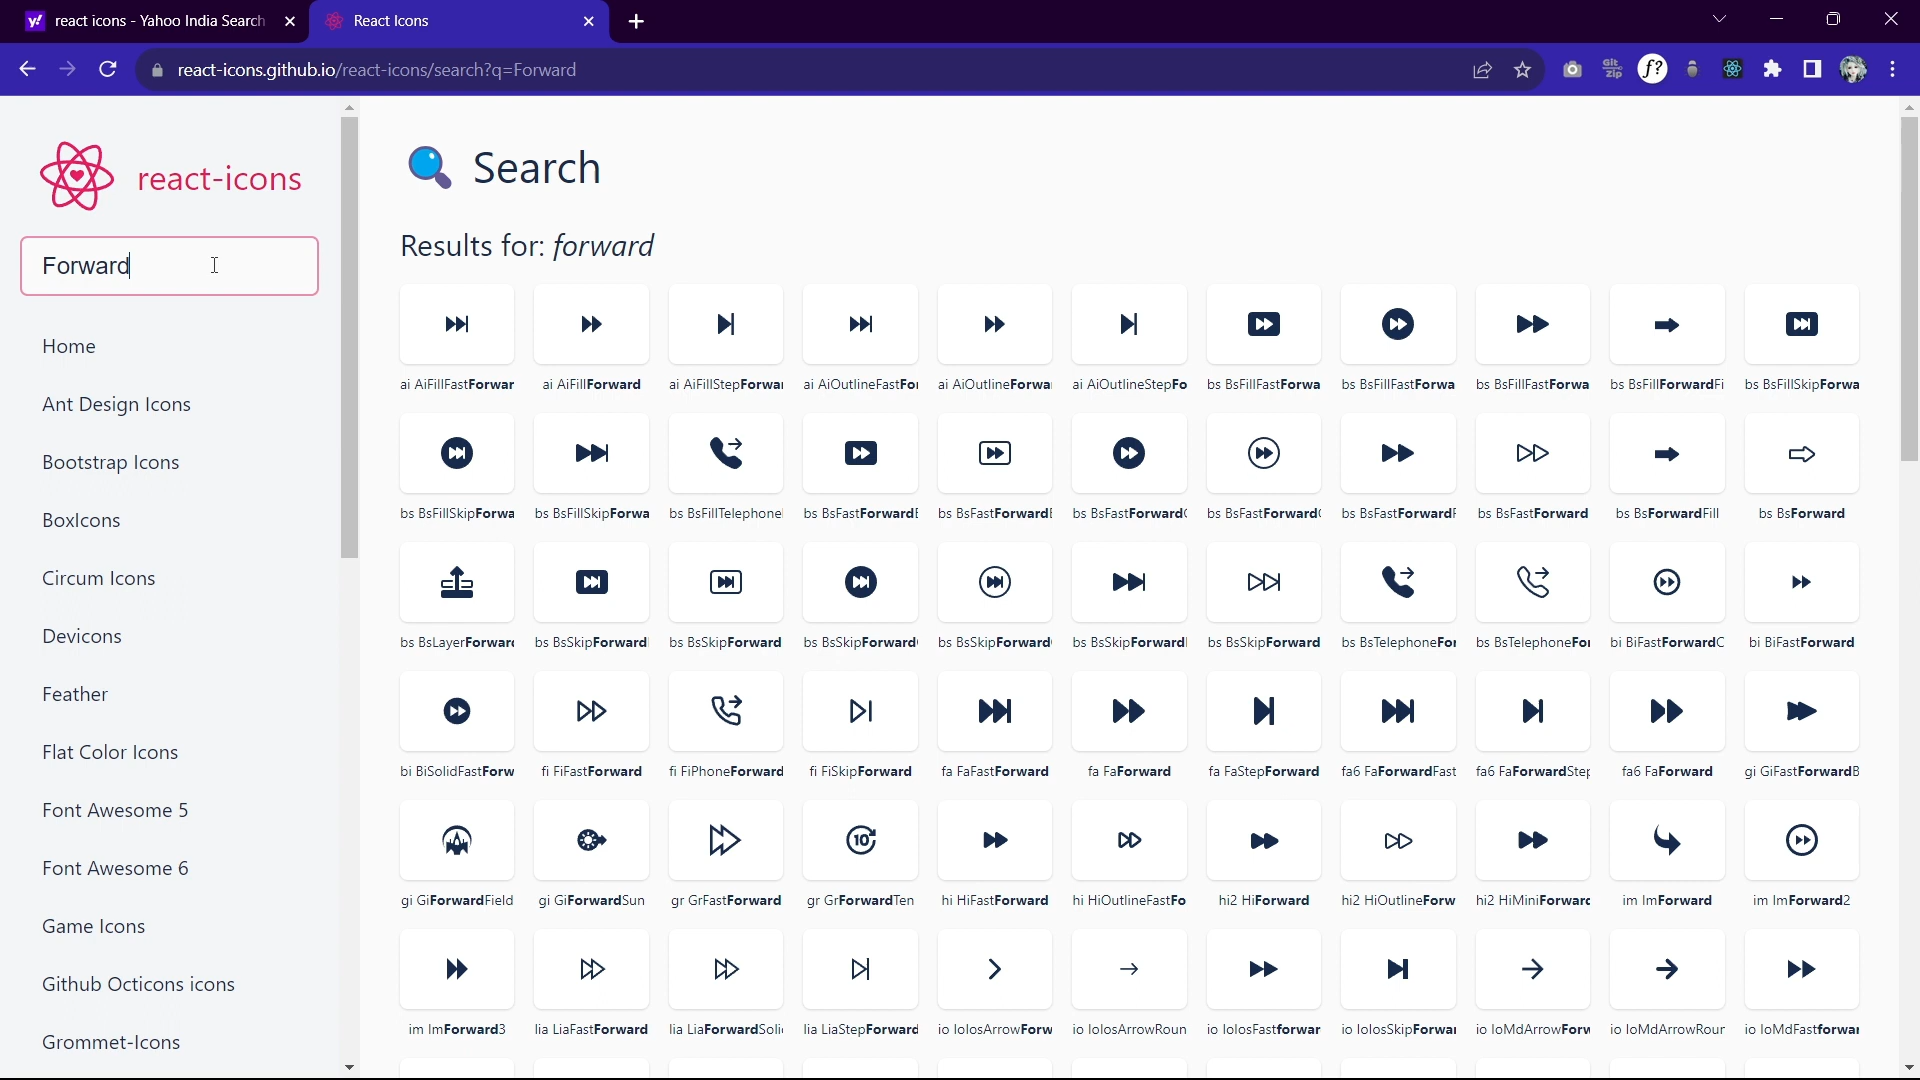 react icons - Yahoo India Search
React Icons
react-icons.github.io/react-icons/search?q=Forward
react-icons
Forward
Home
Ant Design Icons
Bootstrap Icons
BoxIcons
Circum Icons
Devicons
Feather
Flat Color Icons
Font Awesome 5
Font Awesome 6
Game Icons
Github Octicons icons
Grommet-Icons
Search
Results for: forward
ai AiFillFastForwar ai AiFillForward ai AiFillStepForwar ai AiOutlineFastFo ai AiOutlineForwa ai AiOutlineStepFo bs BsFillFastForwa bs BsFillFastForwa bs BsFillFastForwa bs BsFillForwardFi bs BsFillSkipForwa
bs BsFillSkipForwa bs BsFillSkipForwa bs BsFillTelephone bs BsFastForward bs BsFastForward bs BsFastForward bs BsFastForward bs BsFastForward bs BsFastForward bs BsForwardFill bs BsForward
bs BsLayerForward bs BsSkipForward bs BsSkipForward bs BsSkipForward bs BsSkipForward bs BsSkipForward bs BsSkipForward bs BsTelephoneFor bs BsTelephoneFor bi BiFastForwardC bi BiFastForward
bi BiSolidFastForw fi FiFastForward fi FiPhoneForward fi FiSkipForward fa FaFastForward fa FaForward fa FaStepForward fa6 FaForwardFast fa6 FaForwardStep fa6 FaForward gi GiFastForwardB
10
gi GiForwardField gi GiForwardSun gr GrFastForward gr GrForwardTen hi HiFastForward hi HiOutlineFastFo hi2 HiForward hi2 HiOutlineForw hi2 HiMiniForward im ImForward im ImForward2
im ImForward3 lia LiaFastForward lia LiaForwardSoli lia LiaStepForward io IoIosArrowForw io IoIosArrowRoun io IoIosFastforwar io IoIosSkipForwar io IoMdArrowForw io IoMdArrowRour io IoMdFastforwar